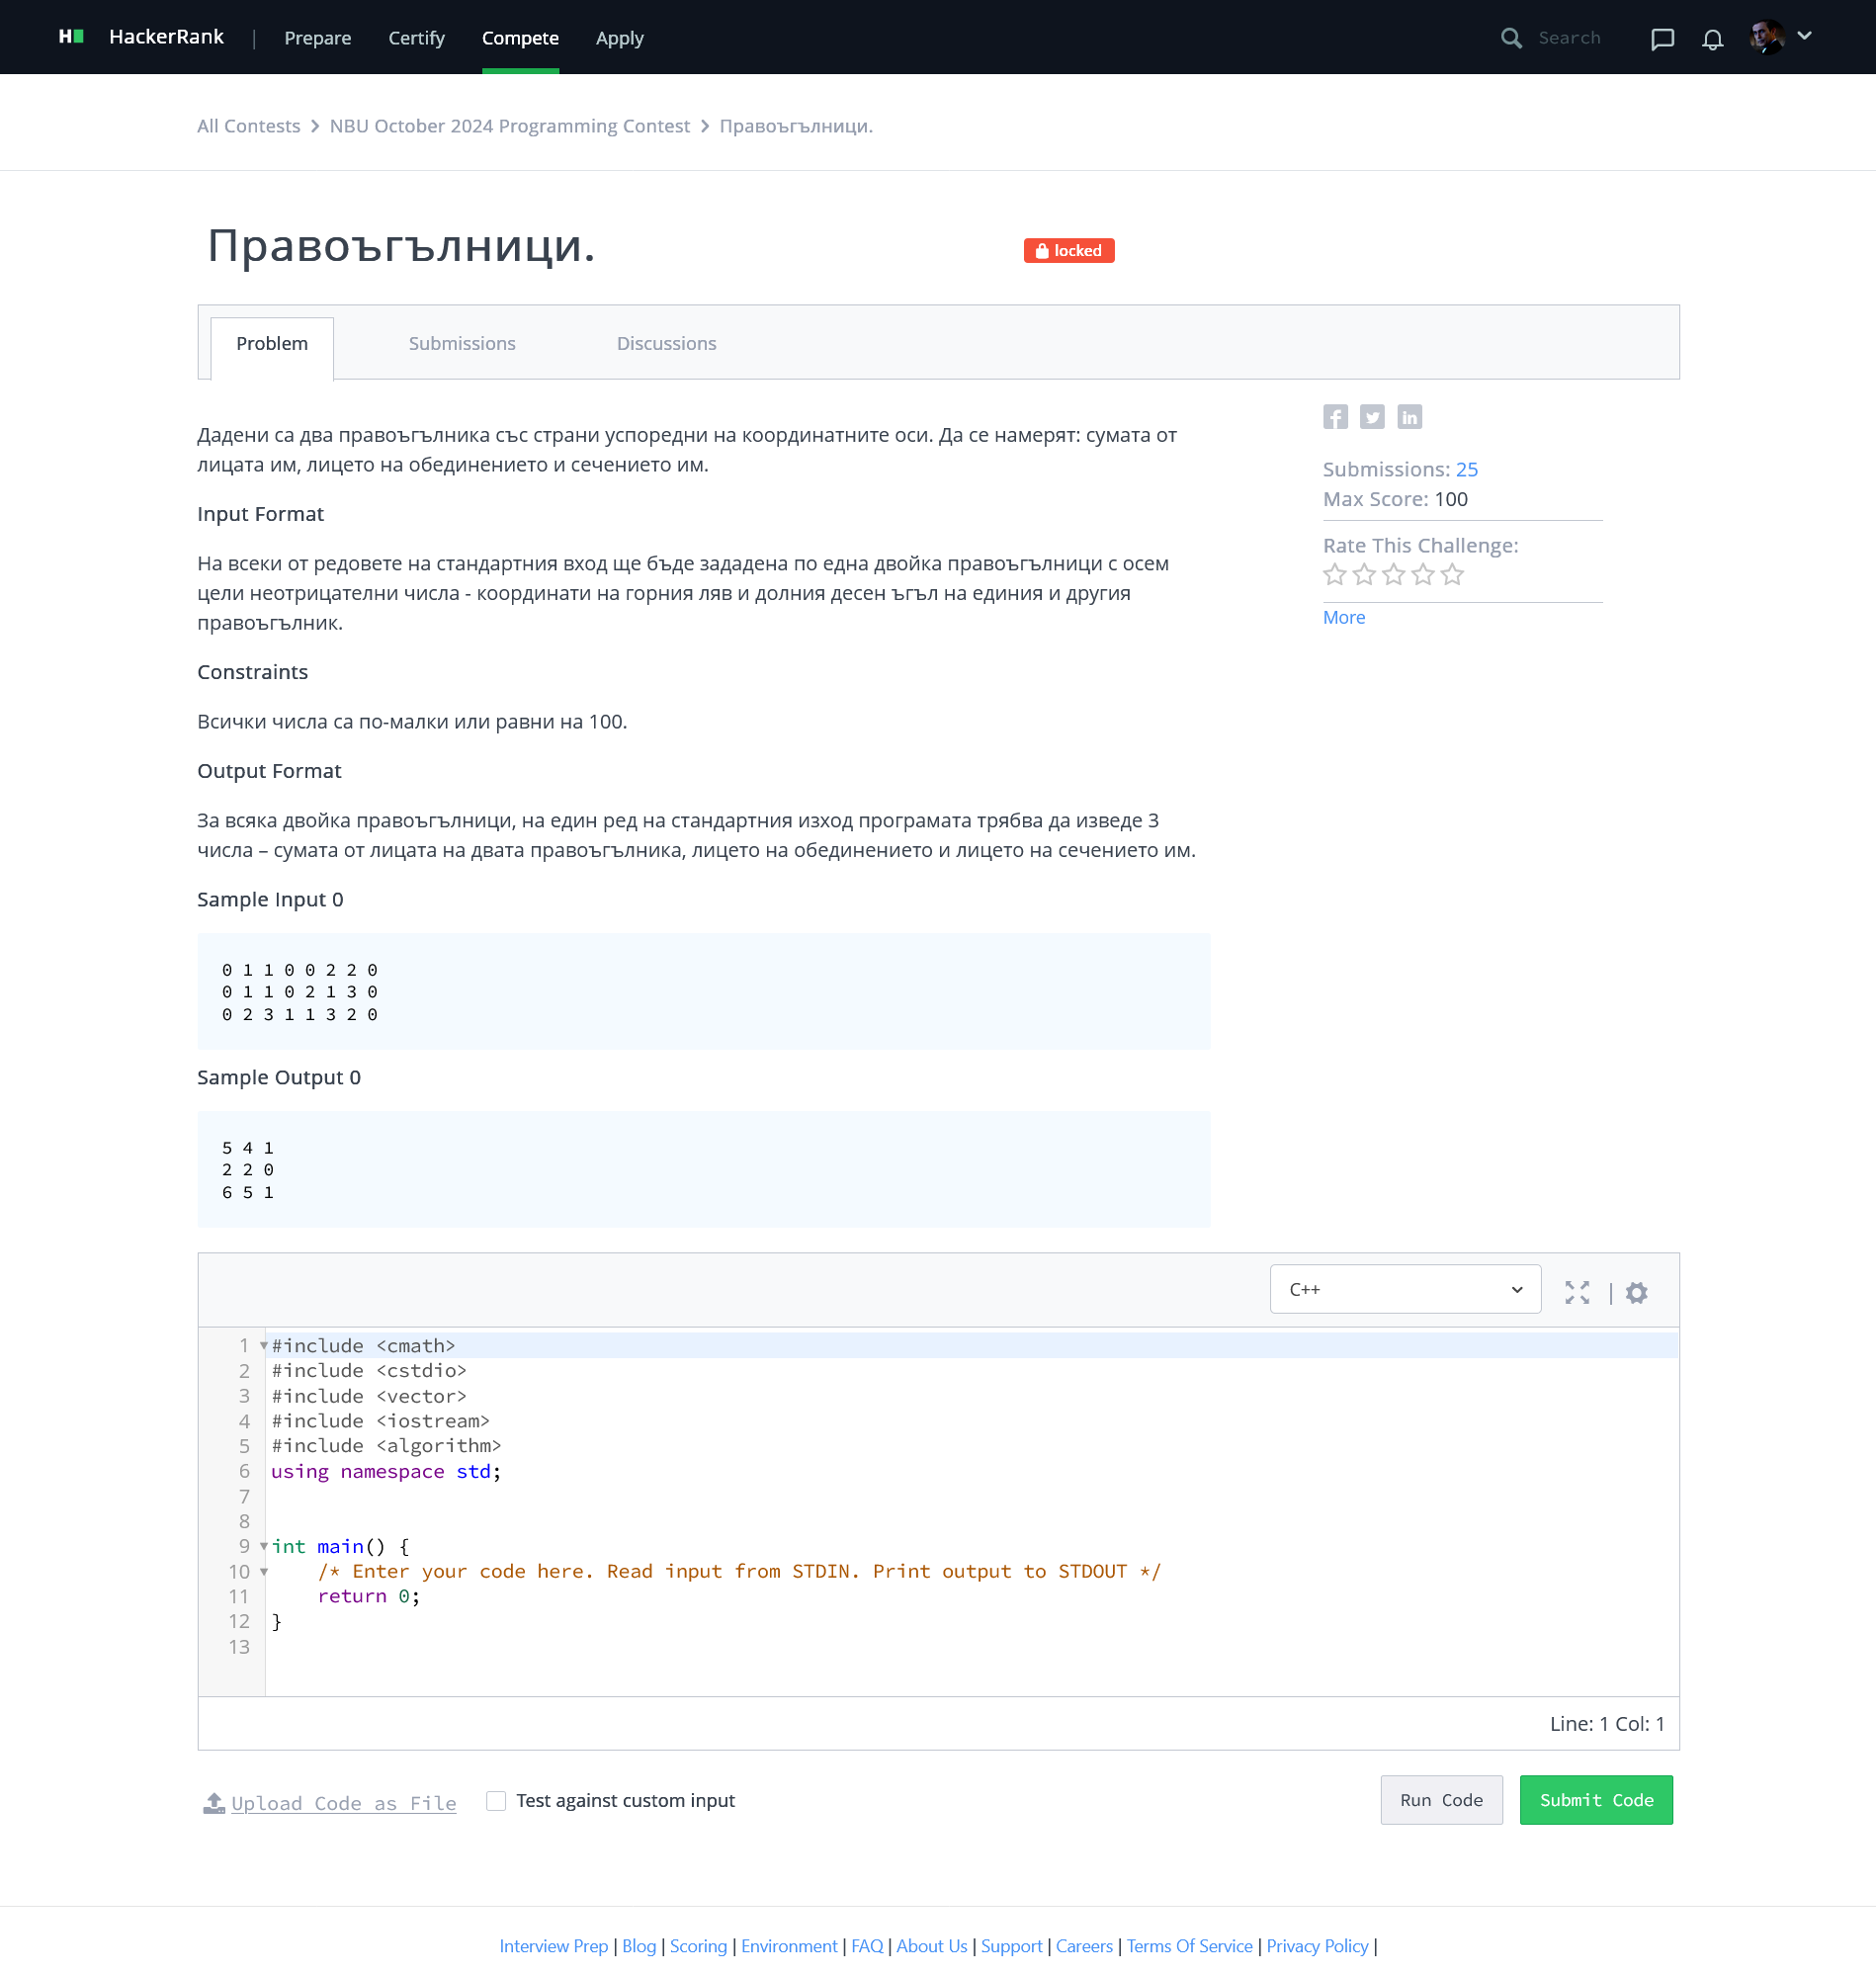 HackerRank | Prepare Certify Compete Apply Search
All Contests > NBU October 2024 Programming Contest > Правоъгълници.
Правоъгълници.
locked
Problem Submissions Discussions
Дадени са два правоъгълника със страни успоредни на координатните оси. Да се намерят: сумата от
лицата им, лицето на обединението и сечението им.
Input Format
На всеки от редовете на стандартния вход ще бъде зададена по една двойка правоъгълници с осем
цели неотрицателни числа - координати на горния ляв и долния десен ъгъл на единия и другия
правоъгълник.
Constraints
Всички числа са по-малки или равни на 100.
Output Format
За всяка двойка правоъгълници, на един ред на стандартния изход програмата трябва да изведе 3
числа – сумата от лицата на двата правоъгълника, лицето на обединението и лицето на сечението им.
Sample Input 0
0 1 1 0 0 2 2 0
0 1 1 0 2 1 3 0
0 2 3 1 1 3 2 0
Sample Output 0
5 4 1
2 2 0
6 5 1
Submissions: 25
Max Score: 100
Rate This Challenge:
More
C++
1 #include <cmath>
2 #include <cstdio>
3 #include <vector>
4 #include <iostream>
5 #include <algorithm>
6 using namespace std;
7
8
9 int main() {
10 /* Enter your code here. Read input from STDIN. Print output to STDOUT */
11 return 0;
12 }
13
Line: 1 Col: 1
Upload Code as File Test against custom input Run Code Submit Code
Interview Prep | Blog | Scoring | Environment | FAQ | About Us | Support | Careers | Terms Of Service | Privacy Policy |